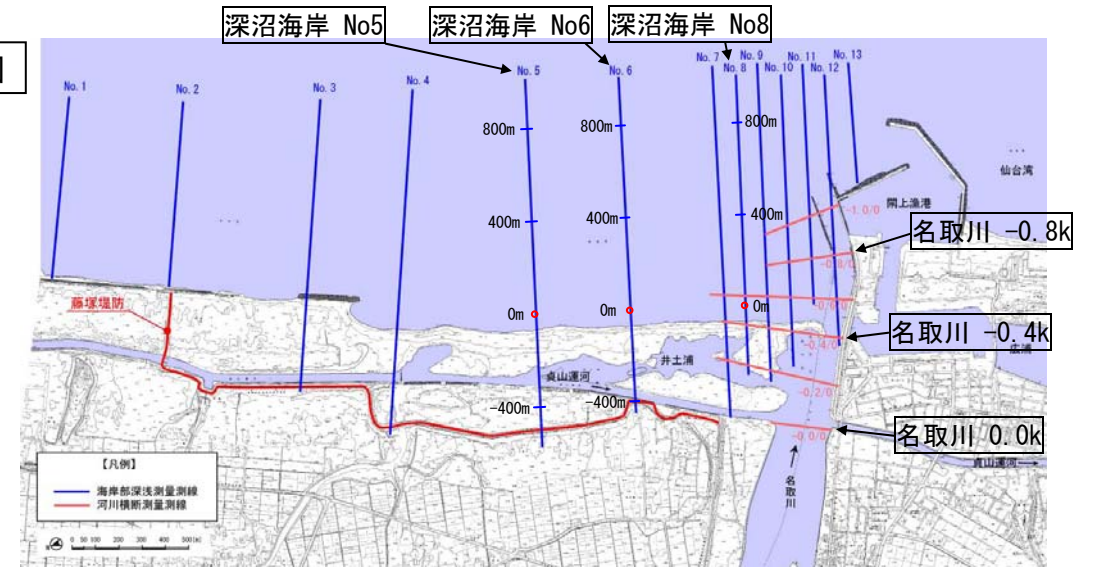 深沼海岸 No5
深沼海岸 No6
深沼海岸 No8
No. 1
No. 2
No. 3
No. 4
No. 5
No. 6
No. 7
No. 8
No. 9
No. 10
No. 11
No. 12
No. 13
800m
800m
800m
仙台湾
閖上漁港
400m
400m
400m
-1.0/0
名取川 -0.8k
-0.8/0
藤塚堤防
0m
0m
0m
名取川 -0.4k
-0.4/0
広浦
井土浦
貞山運河
-0.2/0
-400m
-400m
名取川 0.0k
-0.0/0
貞山運河
名取川
【凡例】
海岸部深浅測量測線
河川横断測量測線
0 50 100 200 300 400 500(m)